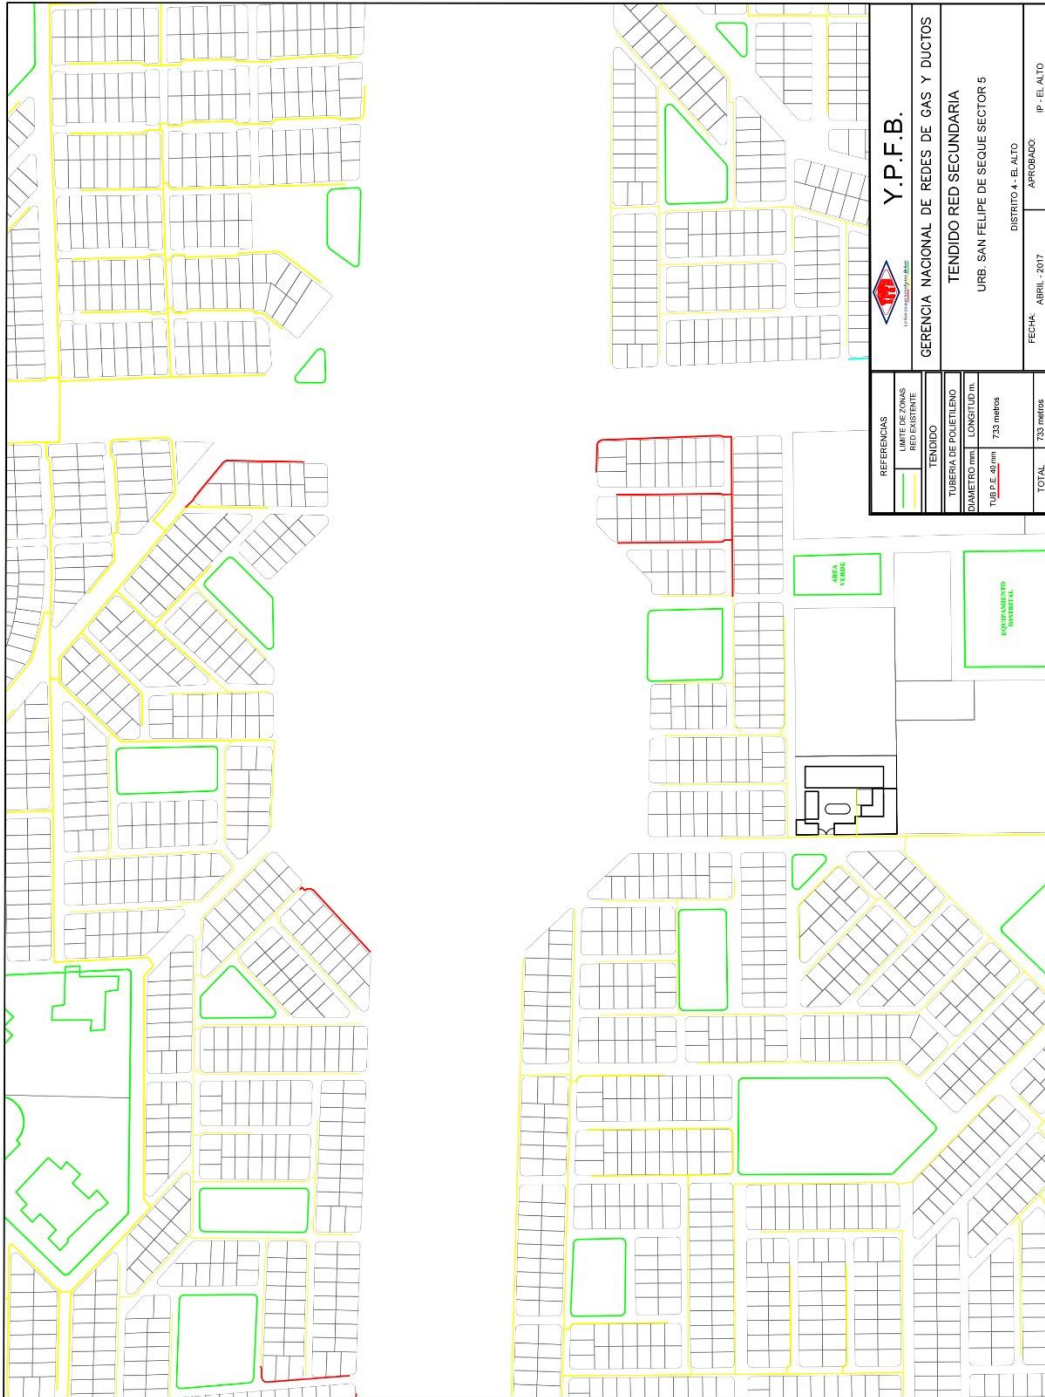 Y.P.F.B.
GERENCIA NACIONAL DE REDES DE GAS Y DUCTOS
TENDIDO RED SECUNDARIA
URB. SAN FELIPE DE SEQUE SECTOR 5
DISTRITO 4 - EL ALTO
FECHA: ABRIL - 2017
APROBADO: IP - EL ALTO
REFERENCIAS
LIMITE DE ZONAS
RED EXISTENTE
TENDIDO
TUBERIA DE POLIETILENO
DIAMETRO mm. LONGITUD m.
TUB P.E. 40 mm 733 metros
TOTAL 733 metros
AREA
VERDE
EQUIPAMIENTO
DISTRITAL